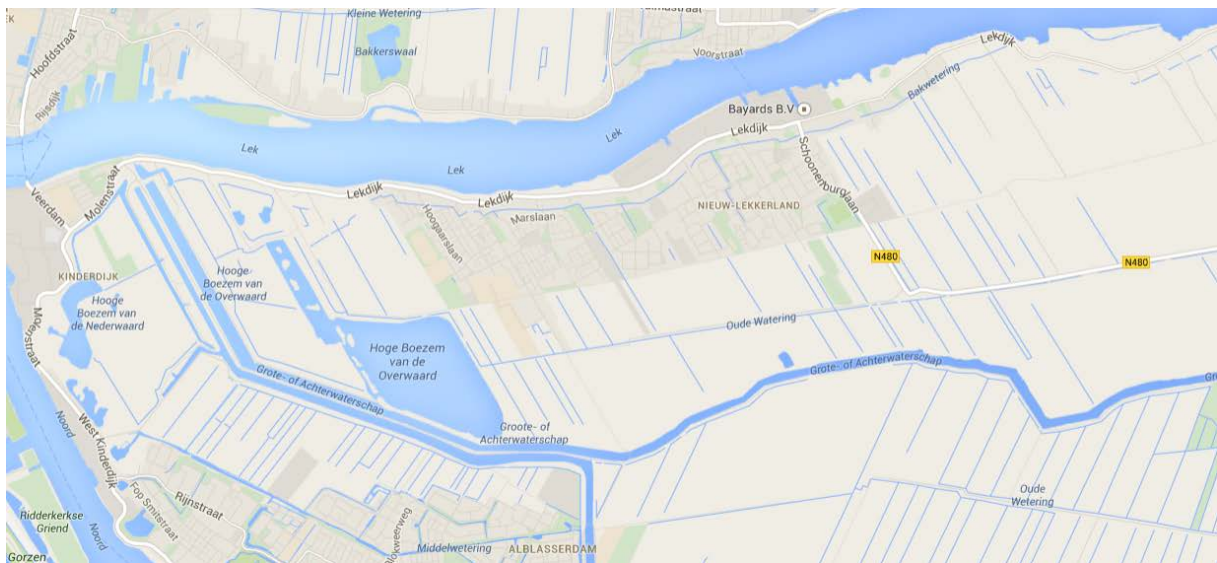 Kleine Wetering
Bakkerswaal
Hoofdstraat
Rijsdijk
Voorstraat
Lekdijk
Bakwetering
Bayards B.V
Lek
Lekdijk
Lek
Lek
Schoonenburglaan
Molenstraat
Veerdam
Lekdijk
Lekdijk
Hoogaarslaan
Marslaan
NIEUW-LEKKERLAND
N480
N480
KINDERDIJK
Hooge
Boezem van
de Nederwaard
Hooge
Boezem van
de Overwaard
Molenstraat
Hoge Boezem
van de
Overwaard
Oude Watering
Grote- of Achterwaterschap
Grote- of Achterwaterschap
Groote- of
Achterwaterschap
Noord
West Kinderdijk
Fop Smitstraat
Rijnstraat
Oude
Wetering
Ridderkerkse
Griend
Noord
Middelwetering
ALBLASSERDAM
Gorzen